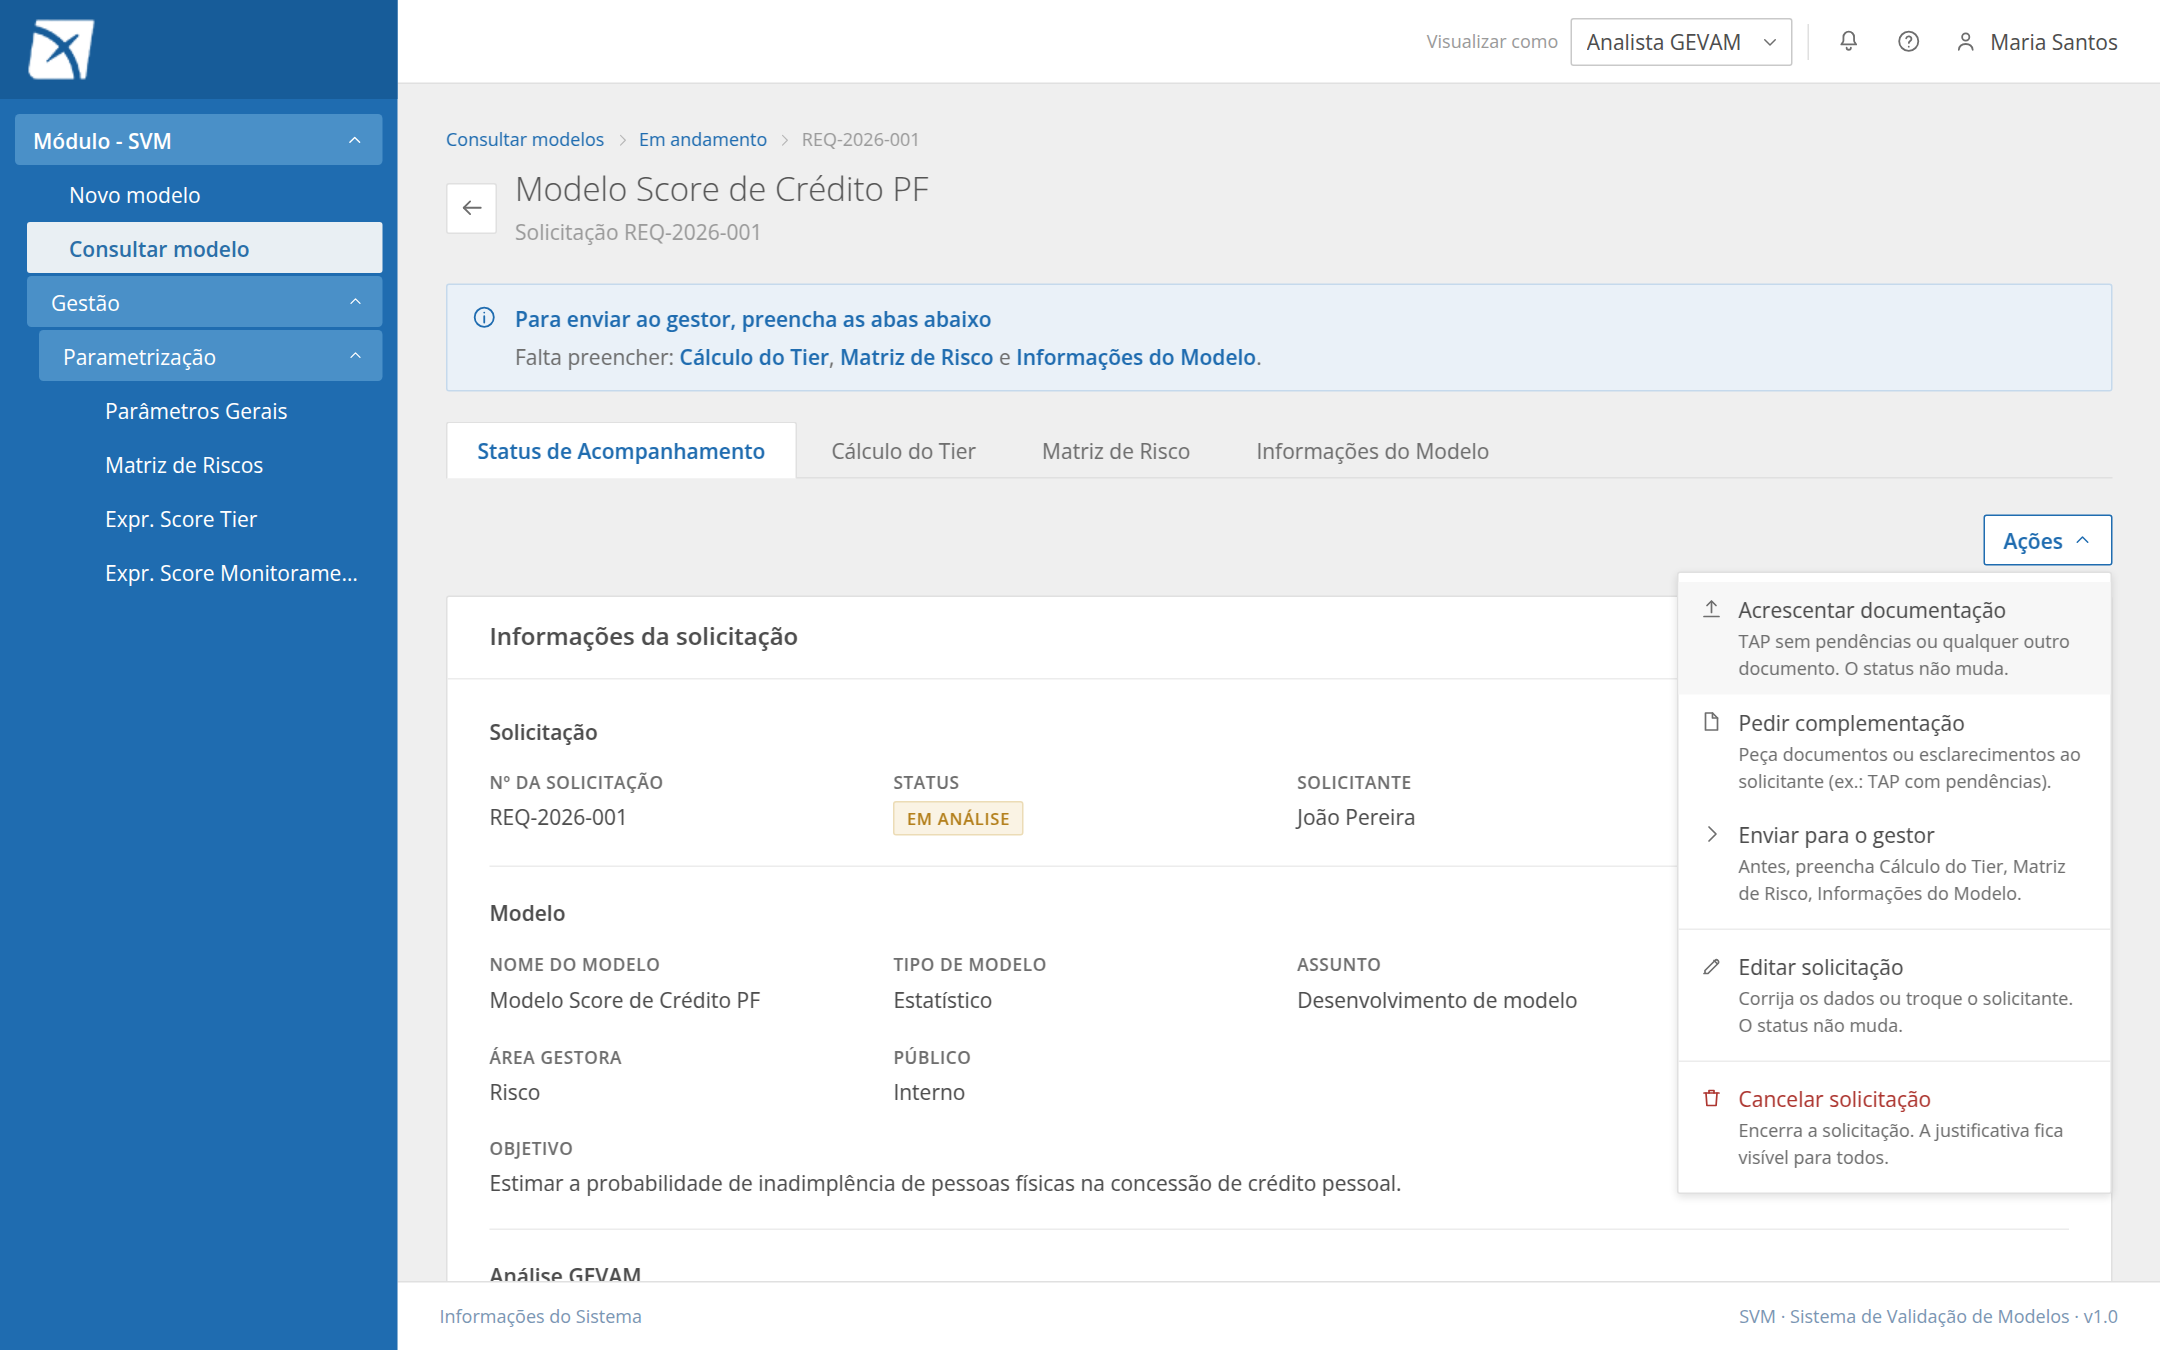 Visualizar como
Analista GEVAM
Maria Santos
Módulo - SVM
Novo modelo
Consultar modelo
Gestão
Parametrização
Parâmetros Gerais
Matriz de Riscos
Expr. Score Tier
Expr. Score Monitorame...
Consultar modelos
Em andamento
REQ-2026-001
Modelo Score de Crédito PF
Solicitação REQ-2026-001
Para enviar ao gestor, preencha as abas abaixo
Falta preencher: Cálculo do Tier, Matriz de Risco e Informações do Modelo.
Status de Acompanhamento
Cálculo do Tier
Matriz de Risco
Informações do Modelo
Ações
Acrescentar documentação
TAP sem pendências ou qualquer outro
documento. O status não muda.
Pedir complementação
Peça documentos ou esclarecimentos ao
solicitante (ex.: TAP com pendências).
Enviar para o gestor
Antes, preencha Cálculo do Tier, Matriz
de Risco, Informações do Modelo.
Editar solicitação
Corrija os dados ou troque o solicitante.
O status não muda.
Cancelar solicitação
Encerra a solicitação. A justificativa fica
visível para todos.
Informações da solicitação
Solicitação
Nº DA SOLICITAÇÃO
STATUS
SOLICITANTE
REQ-2026-001
EM ANÁLISE
João Pereira
Modelo
NOME DO MODELO
TIPO DE MODELO
ASSUNTO
Modelo Score de Crédito PF
Estatístico
Desenvolvimento de modelo
ÁREA GESTORA
PÚBLICO
Risco
Interno
OBJETIVO
Estimar a probabilidade de inadimplência de pessoas físicas na concessão de crédito pessoal.
Análise GEVAM
Informações do Sistema
SVM · Sistema de Validação de Modelos · v1.0